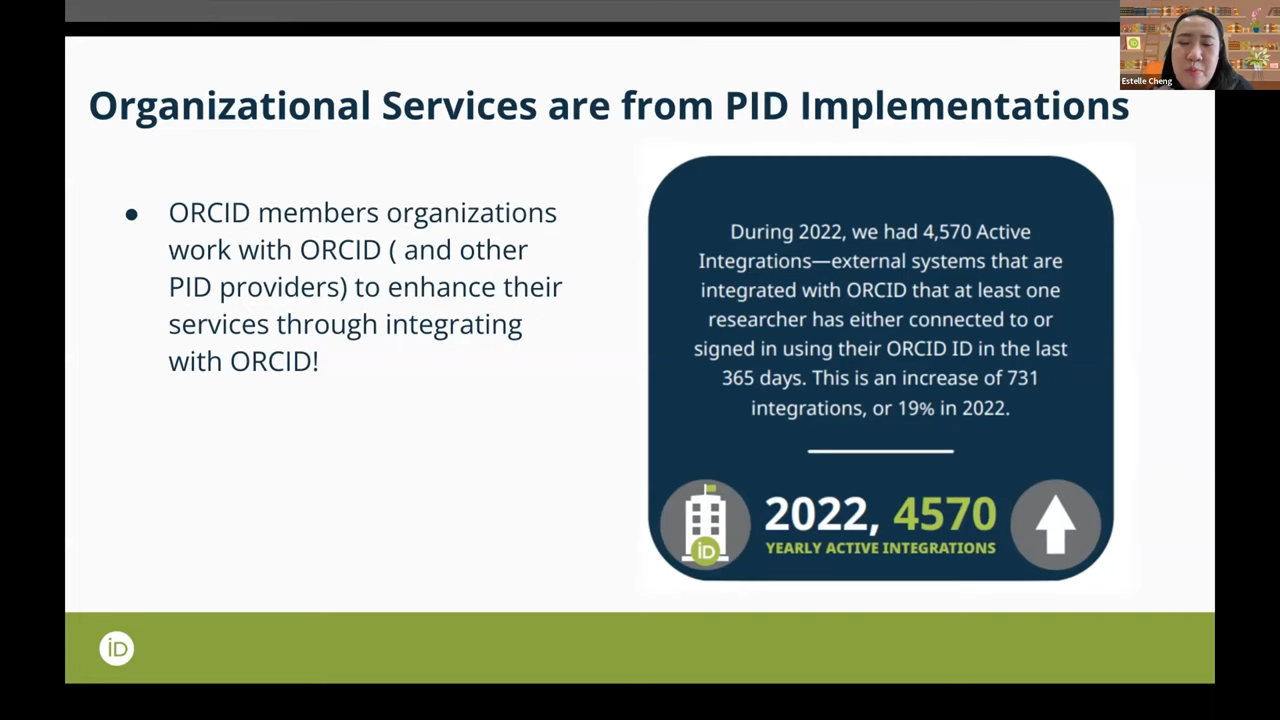 Estelle Cheng
Organizational Services are from PID Implementations
● ORCID members organizations
work with ORCID ( and other
PID providers) to enhance their
services through integrating
with ORCID!
During 2022, we had 4,570 Active
Integrations—external systems that are
integrated with ORCID that at least one
researcher has either connected to or
signed in using their ORCID ID in the last
365 days. This is an increase of 731
integrations, or 19% in 2022.
iD
2022, 4570
YEARLY ACTIVE INTEGRATIONS
iD